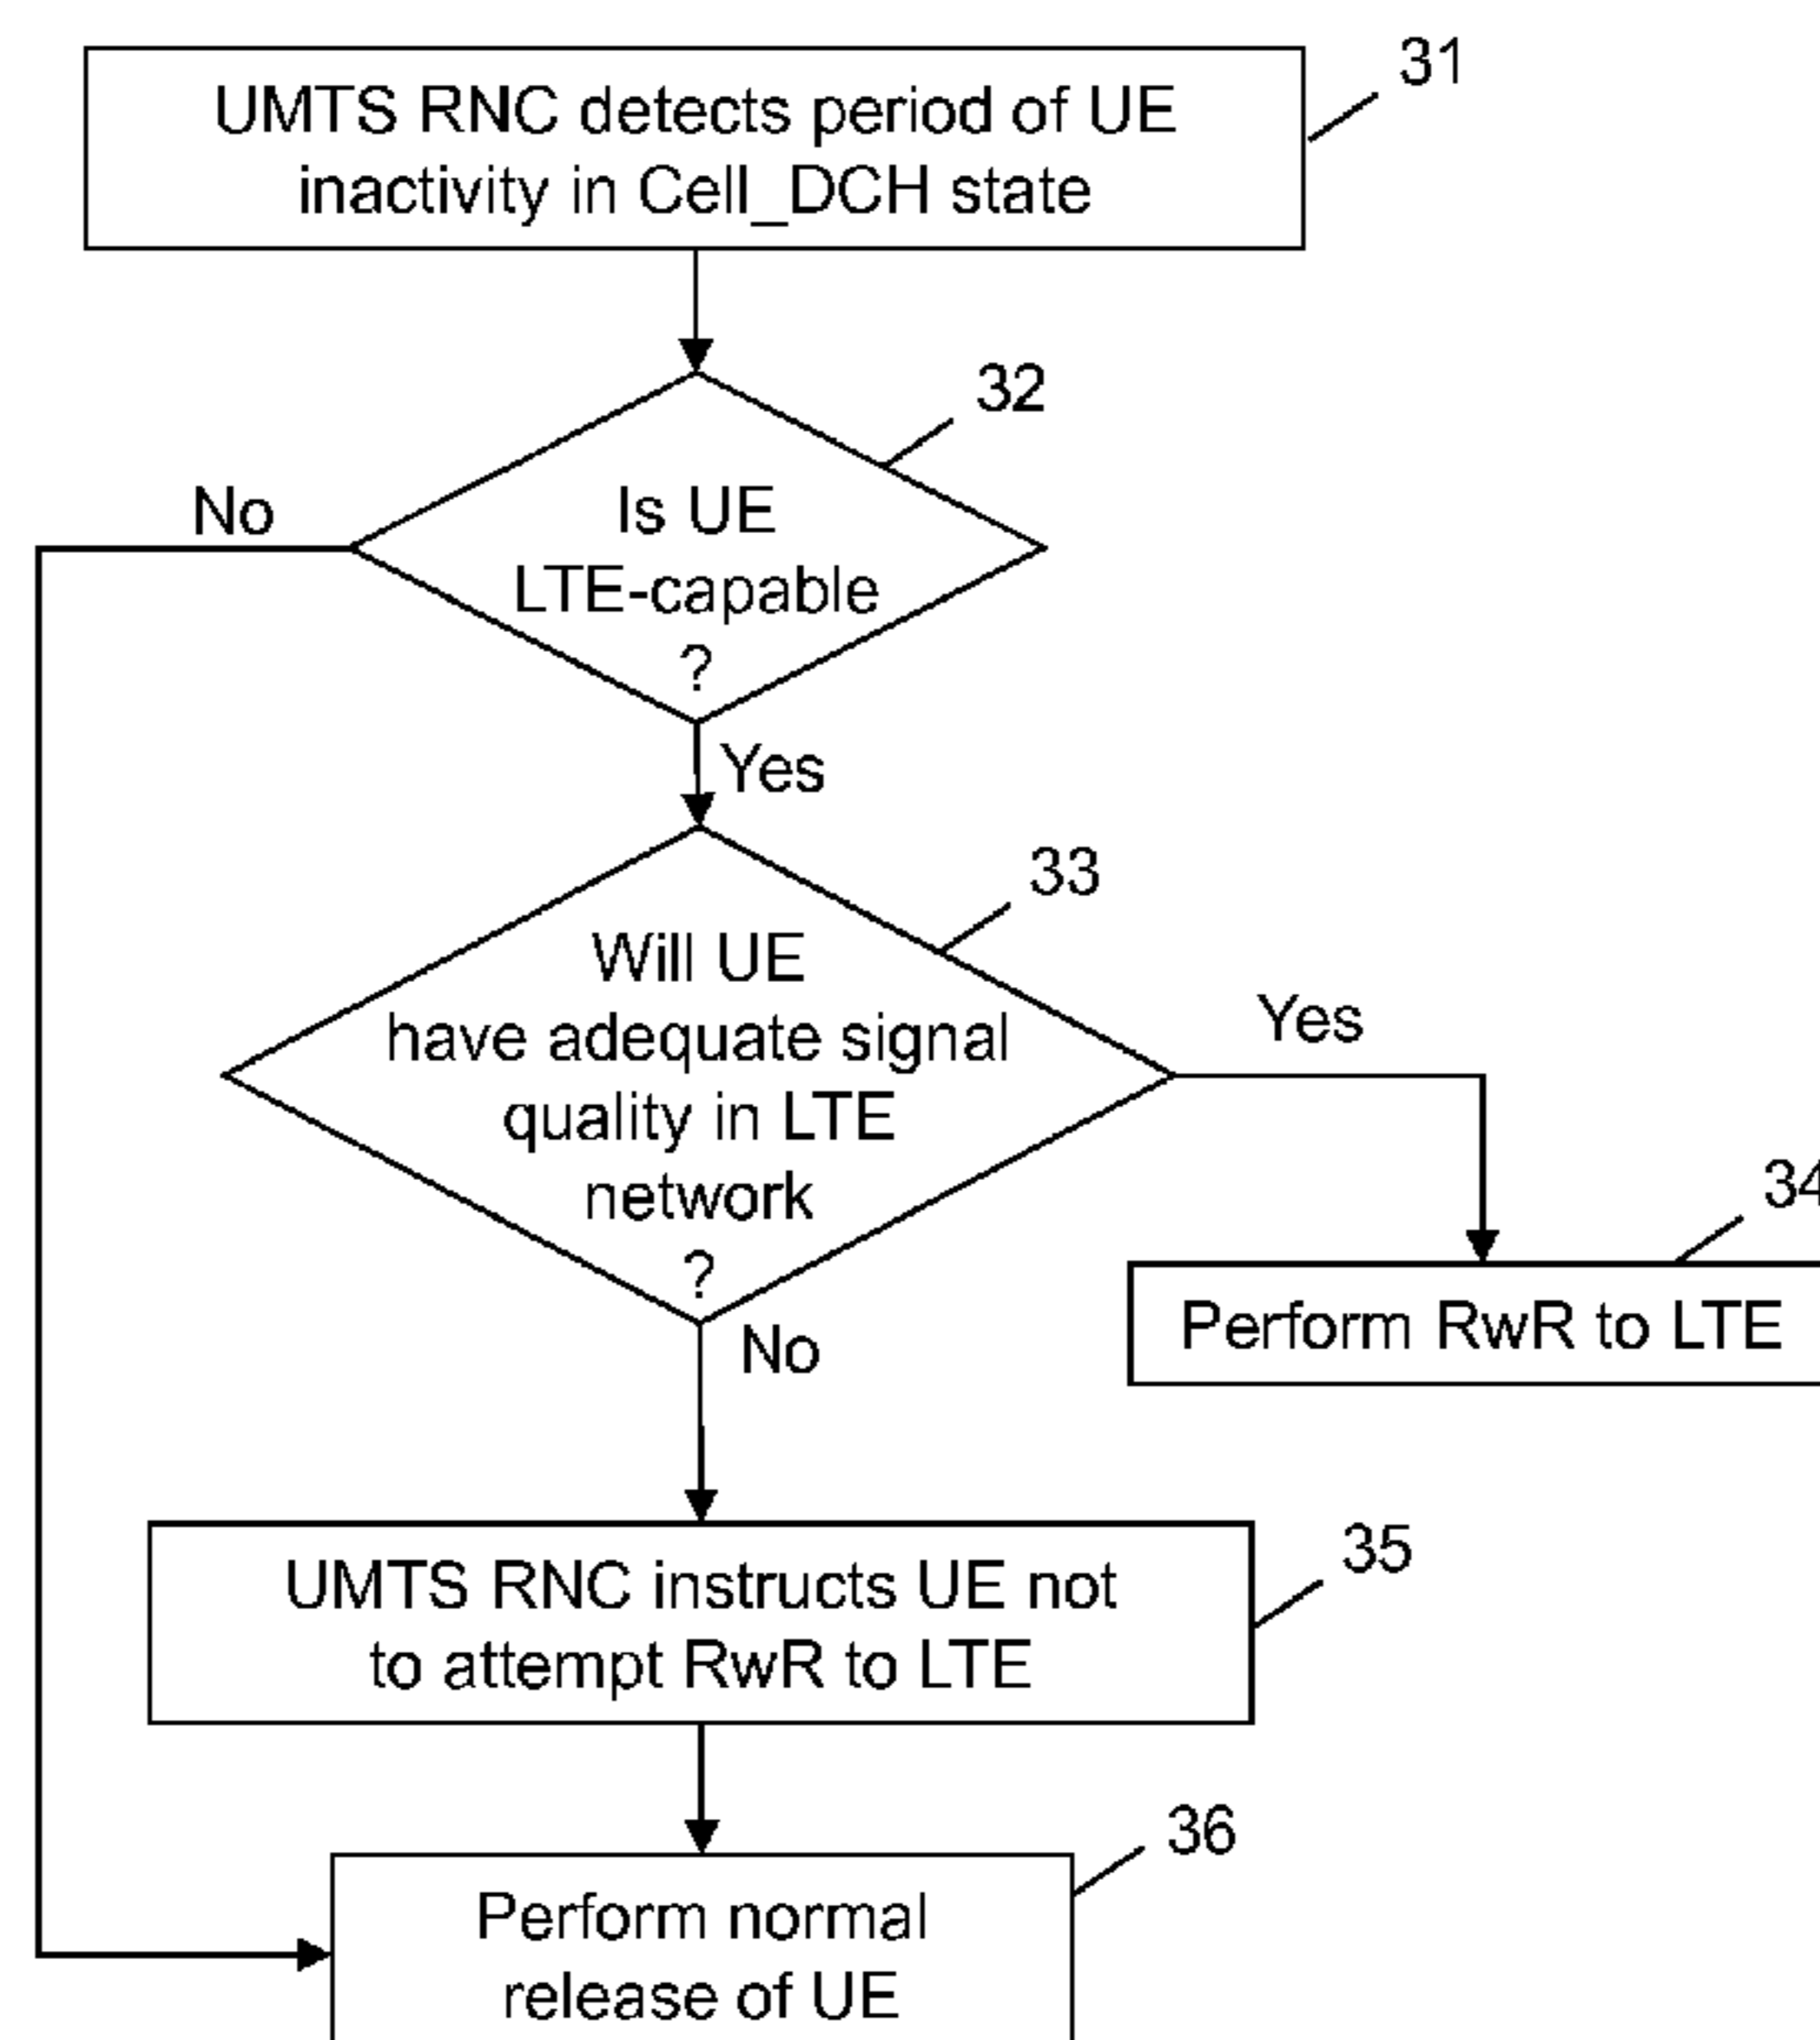 31
UMTS RNC detects period of UE
inactivity in Cell_DCH state
32
No
Is UE
LTE-capable
?
Yes
33
Will UE
have adequate signal
quality in LTE
network
?
Yes
34
Perform RwR to LTE
No
35
UMTS RNC instructs UE not
to attempt RwR to LTE
36
Perform normal
release of UE